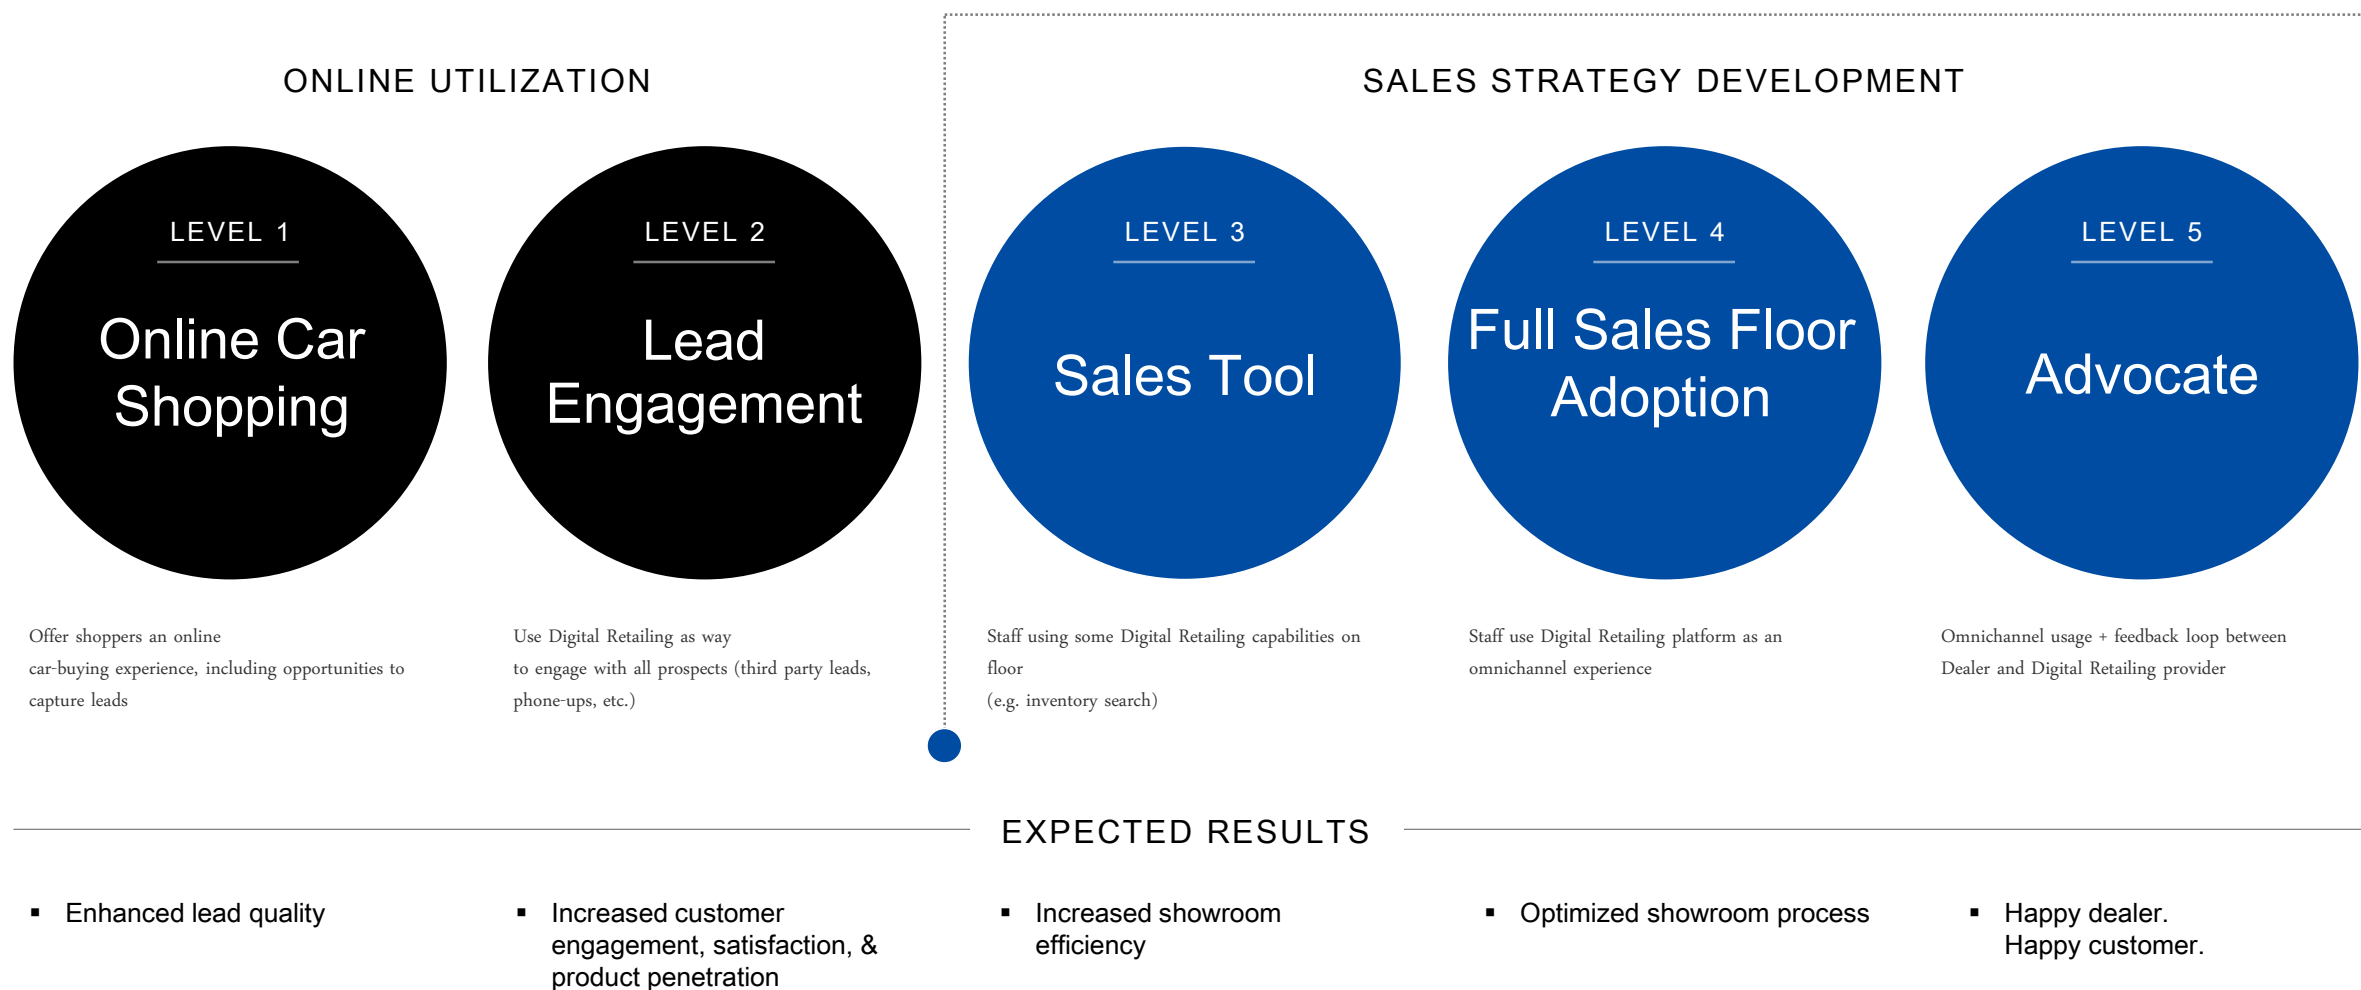 ONLINE UTILIZATION
SALES STRATEGY DEVELOPMENT
LEVEL 1
Online Car
Shopping
LEVEL 2
Lead
Engagement
LEVEL 3
Sales Tool
LEVEL 4
Full Sales Floor
Adoption
LEVEL 5
Advocate
Offer shoppers an online
car-buying experience, including opportunities to
capture leads
Use Digital Retailing as way
to engage with all prospects (third party leads,
phone-ups, etc.)
Staff using some Digital Retailing capabilities on
floor
(e.g. inventory search)
Staff use Digital Retailing platform as an
omnichannel experience
Omnichannel usage + feedback loop between
Dealer and Digital Retailing provider
EXPECTED RESULTS
▪ Enhanced lead quality
▪ Increased customer
engagement, satisfaction, &
product penetration
▪ Increased showroom
efficiency
▪ Optimized showroom process
▪ Happy dealer.
Happy customer.